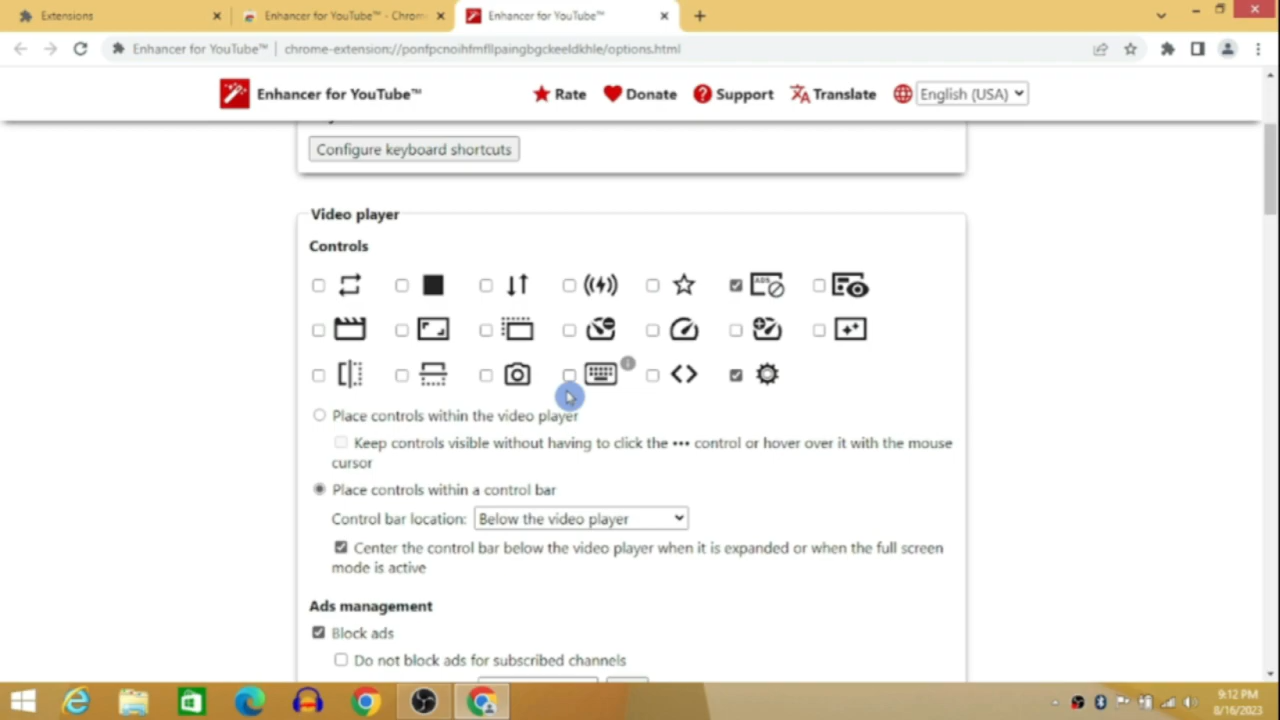 Extensions
Enhancer for YouTube™ - Chrom
Enhancer for YouTube™
Enhancer for YouTube™ | chrome-extension://ponfpcnoihfmfllpaingbgckeeldkhle/options.html
Enhancer for YouTube™
Rate
Donate
Support
Translate
English (USA)
Configure keyboard shortcuts
Video player
Controls
ADS
Place controls within the video player
Keep controls visible without having to click the ••• control or hover over it with the mouse
cursor
Place controls within a control bar
Control bar location: Below the video player
Center the control bar below the video player when it is expanded or when the full screen
mode is active
Ads management
Block ads
Do not block ads for subscribed channels
9:12 PM
8/16/2023